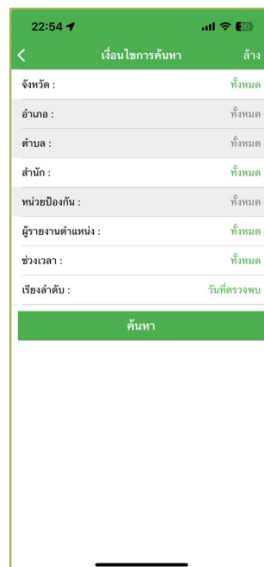 22:54
เงื่อนไขการค้นหา ล้าง
จังหวัด : ทั้งหมด
อำเภอ : ทั้งหมด
ตำบล : ทั้งหมด
สำนัก : ทั้งหมด
หน่วยป้องกัน : ทั้งหมด
ผู้รายงานตำแหน่ง : ทั้งหมด
ช่วงเวลา : ทั้งหมด
เรียงลำดับ : วันที่ตรวจพบ
ค้นหา